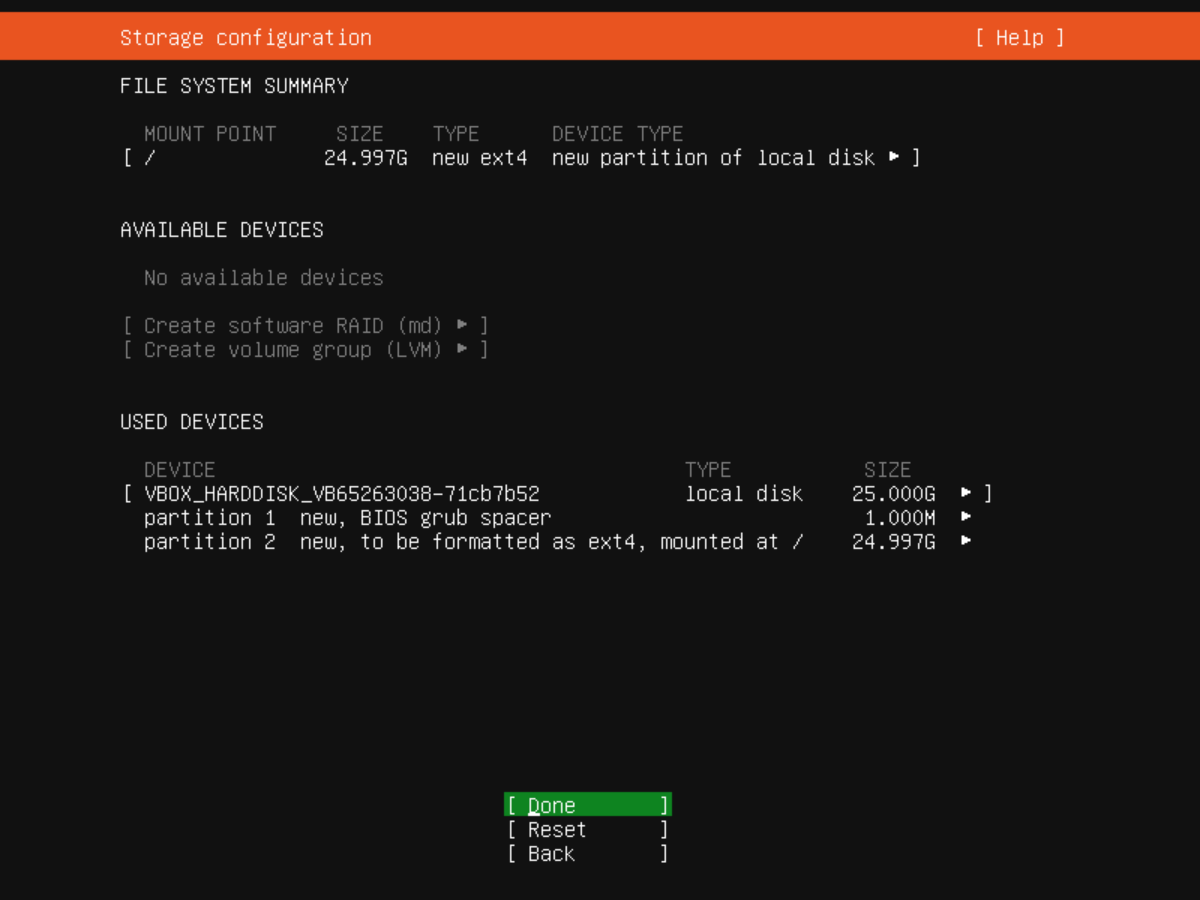 Storage configuration [ Help ]
FILE SYSTEM SUMMARY
MOUNT POINT SIZE TYPE DEVICE TYPE
[ / 24.997G new ext4 new partition of local disk ▸ ]
AVAILABLE DEVICES
No available devices
[ Create software RAID (md) ▸ ]
[ Create volume group (LVM) ▸ ]
USED DEVICES
DEVICE TYPE SIZE
[ VBOX_HARDDISK_VB65263038-71cb7b52 local disk 25.000G ▸ ]
partition 1 new, BIOS grub spacer 1.000M ▸
partition 2 new, to be formatted as ext4, mounted at / 24.997G ▸
[ Done ]
[ Reset ]
[ Back ]